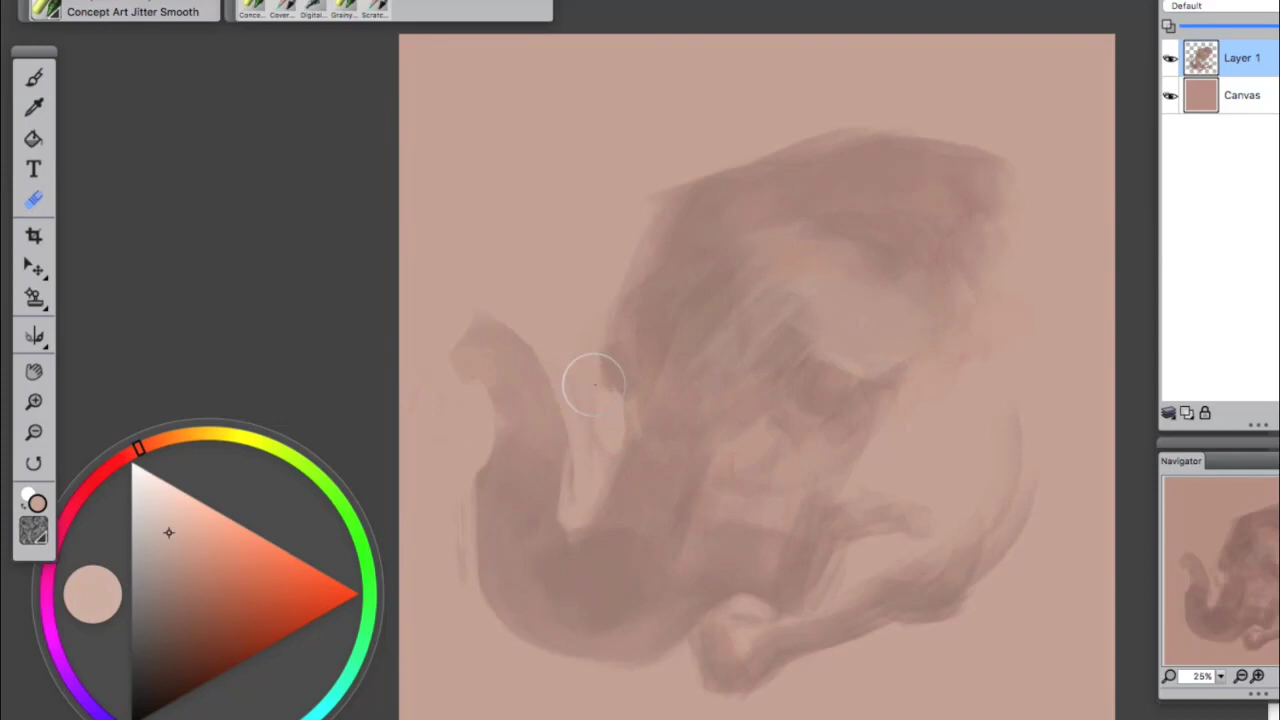 Concept Art Jitter Smooth
Conce... Cover... Digital... Grainy... Scratc...
Default
Layer 1
Canvas
Navigator
25%